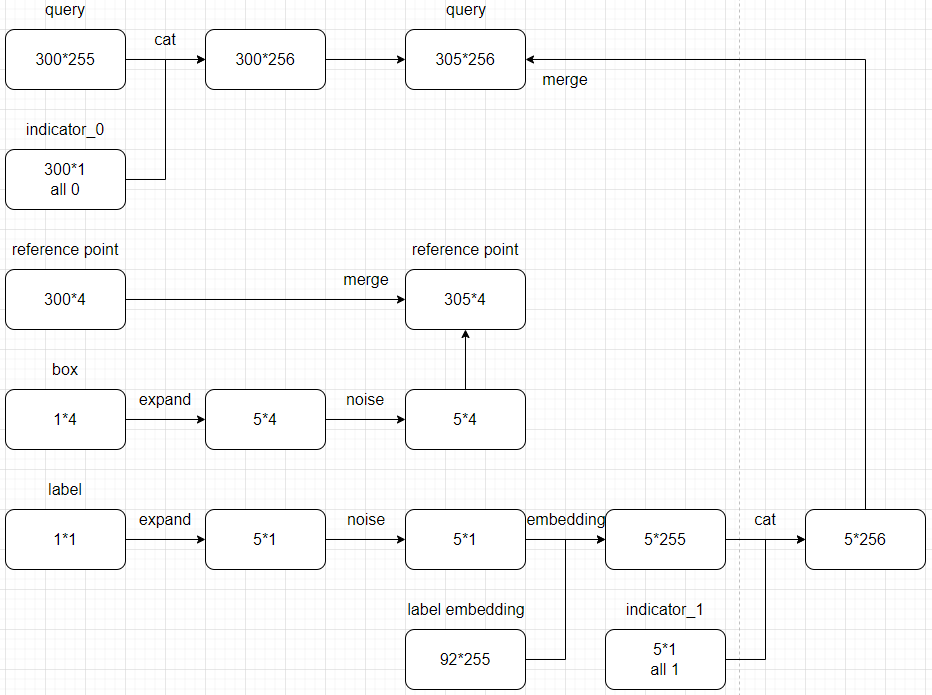 query
query
cat
300*255
300*256
305*256
merge
indicator_0
300*1
all 0
reference point
reference point
merge
300*4
305*4
box
expand
noise
1*4
5*4
5*4
label
expand
noise
embedding
cat
1*1
5*1
5*1
5*255
5*256
label embedding
indicator_1
92*255
5*1
all 1